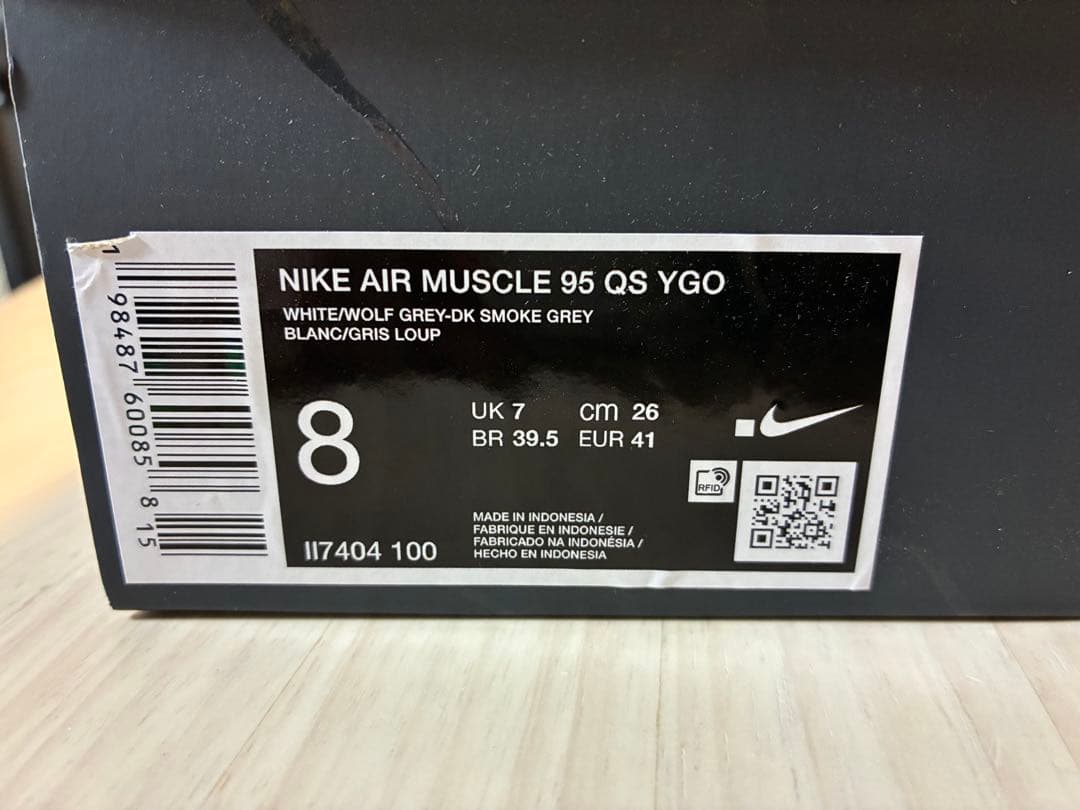 1 98487 60085 8 15
NIKE AIR MUSCLE 95 QS YGO
WHITE/WOLF GREY-DK SMOKE GREY
BLANC/GRIS LOUP
8
UK 7 cm 26
BR 39.5 EUR 41
RFID
II7404 100
MADE IN INDONESIA /
FABRIQUE EN INDONESIE /
FABRICADO NA INDONÉSIA /
HECHO EN INDONESIA